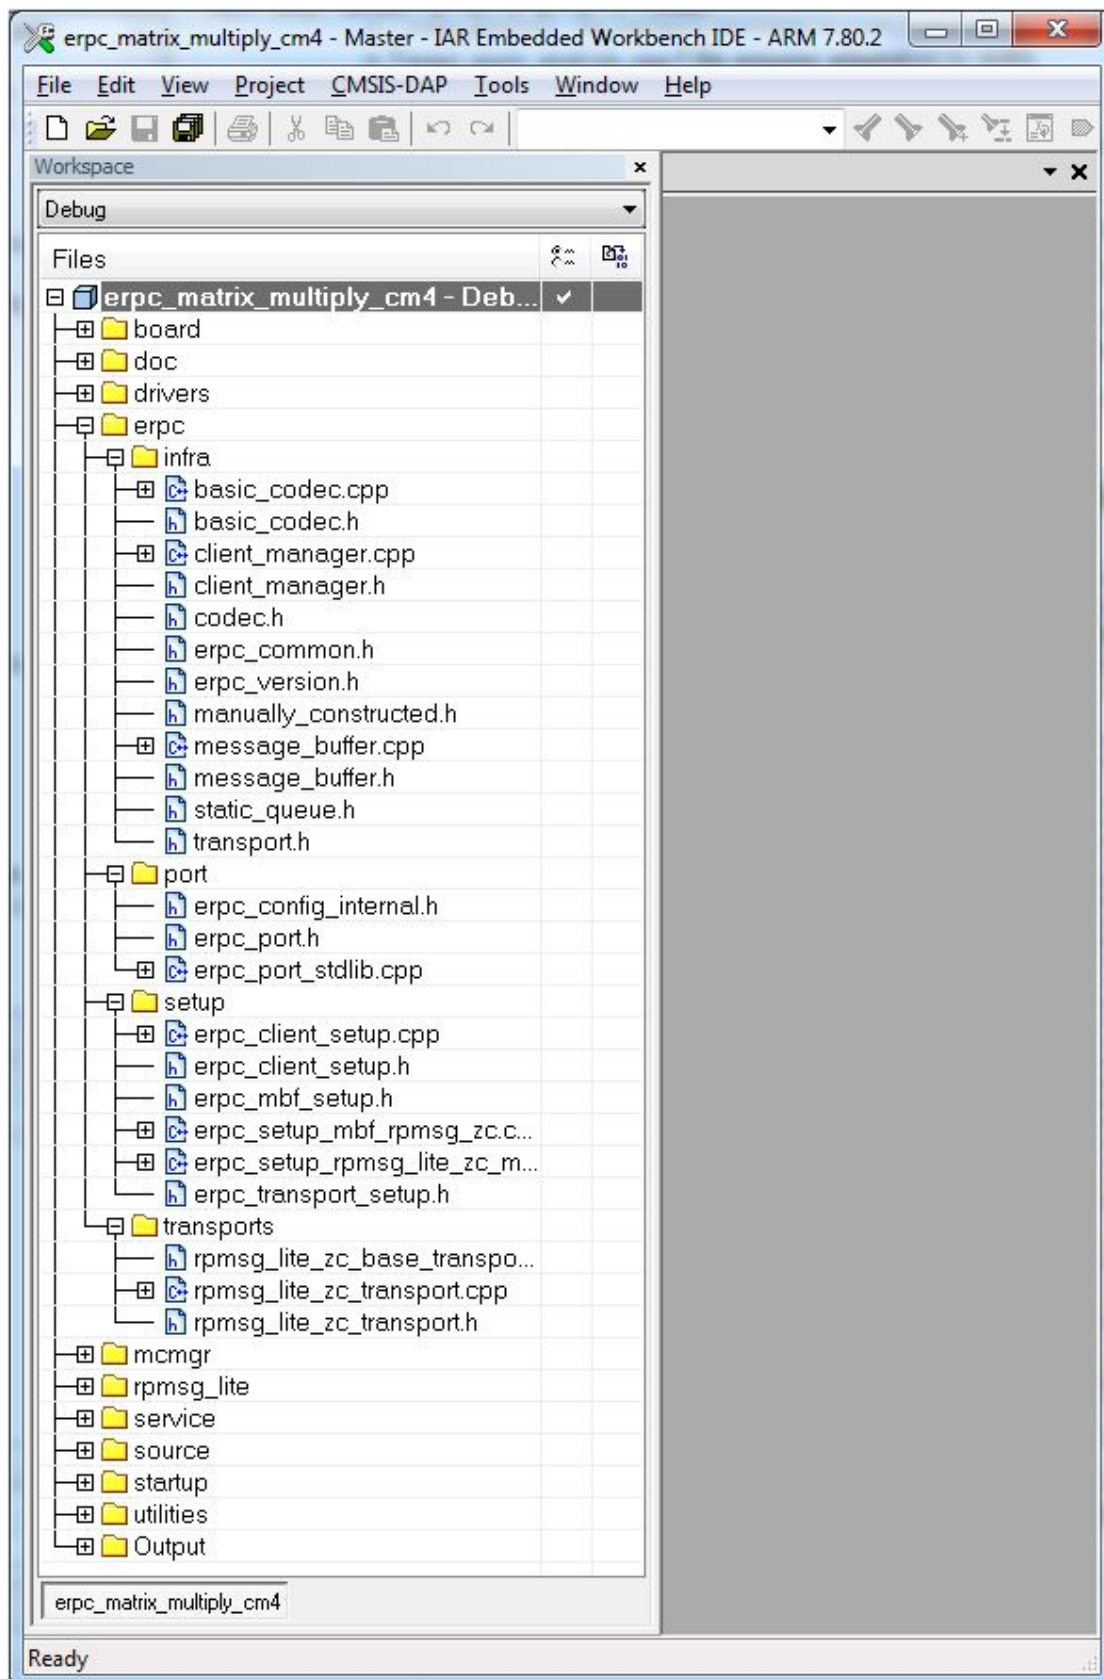 erpc_matrix_multiply_cm4 - Master - IAR Embedded Workbench IDE - ARM 7.80.2
File Edit View Project CMSIS-DAP Tools Window Help
Workspace
Debug
Files
erpc_matrix_multiply_cm4 - Deb...
board
doc
drivers
erpc
infra
basic_codec.cpp
basic_codec.h
client_manager.cpp
client_manager.h
codec.h
erpc_common.h
erpc_version.h
manually_constructed.h
message_buffer.cpp
message_buffer.h
static_queue.h
transport.h
port
erpc_config_internal.h
erpc_port.h
erpc_port_stdlib.cpp
setup
erpc_client_setup.cpp
erpc_client_setup.h
erpc_mbf_setup.h
erpc_setup_mbf_rpmsg_zc.c...
erpc_setup_rpmsg_lite_zc_m...
erpc_transport_setup.h
transports
rpmsg_lite_zc_base_transpo...
rpmsg_lite_zc_transport.cpp
rpmsg_lite_zc_transport.h
mcmgr
rpmsg_lite
service
source
startup
utilities
Output
erpc_matrix_multiply_cm4
Ready